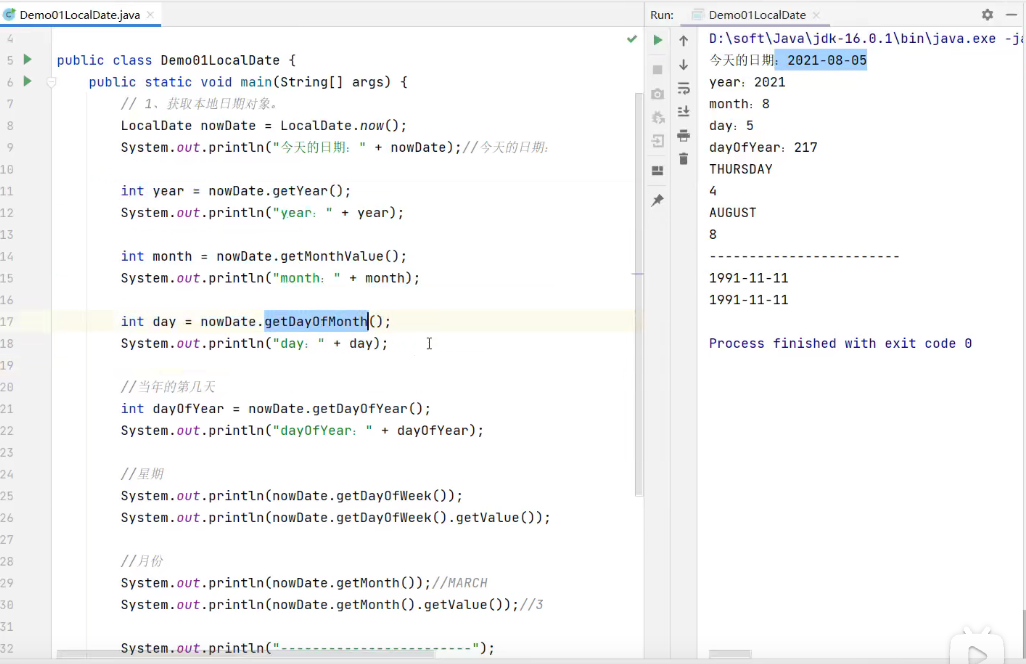 Demo01LocalDate.java
4
5 public class Demo01LocalDate {
6 public static void main(String[] args) {
7 // 1、获取本地日期对象。
8 LocalDate nowDate = LocalDate.now();
9 System.out.println("今天的日期：" + nowDate);//今天的日期：
10
11 int year = nowDate.getYear();
12 System.out.println("year：" + year);
13
14 int month = nowDate.getMonthValue();
15 System.out.println("month：" + month);
16
17 int day = nowDate.getDayOfMonth();
18 System.out.println("day：" + day);
19
20 //当年的第几天
21 int dayOfYear = nowDate.getDayOfYear();
22 System.out.println("dayOfYear：" + dayOfYear);
23
24 //星期
25 System.out.println(nowDate.getDayOfWeek());
26 System.out.println(nowDate.getDayOfWeek().getValue());
27
28 //月份
29 System.out.println(nowDate.getMonth());//MARCH
30 System.out.println(nowDate.getMonth().getValue());//3
31
32 System.out.println("------------------------");
Run: Demo01LocalDate
D:\soft\Java\jdk-16.0.1\bin\java.exe -ja
今天的日期：2021-08-05
year：2021
month：8
day：5
dayOfYear：217
THURSDAY
4
AUGUST
8
------------------------
1991-11-11
1991-11-11
Process finished with exit code 0